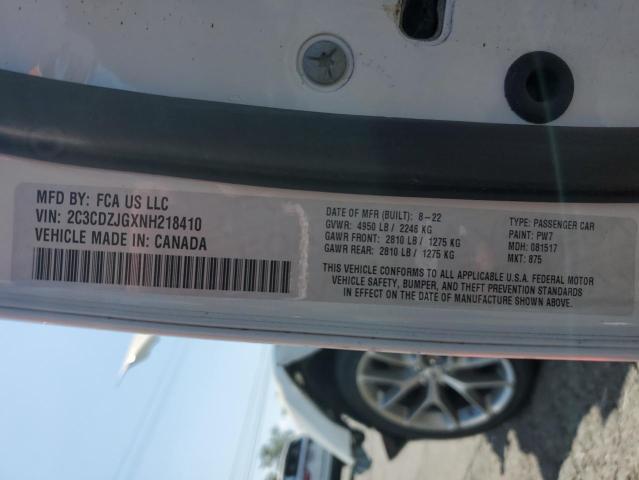 MFD BY: FCA US LLC
VIN: 2C3CDZJGXNH218410
VEHICLE MADE IN: CANADA
DATE OF MFR (BUILT): 8-22
GVWR: 4950 LB / 2246 KG
GAWR FRONT: 2810 LB / 1275 KG
GAWR REAR: 2810 LB / 1275 KG
TYPE: PASSENGER CAR
PAINT: PW7
MDH: 081517
MKT: 875
THIS VEHICLE CONFORMS TO ALL APPLICABLE U.S.A. FEDERAL MOTOR
VEHICLE SAFETY, BUMPER, AND THEFT PREVENTION STANDARDS
IN EFFECT ON THE DATE OF MANUFACTURE SHOWN ABOVE.